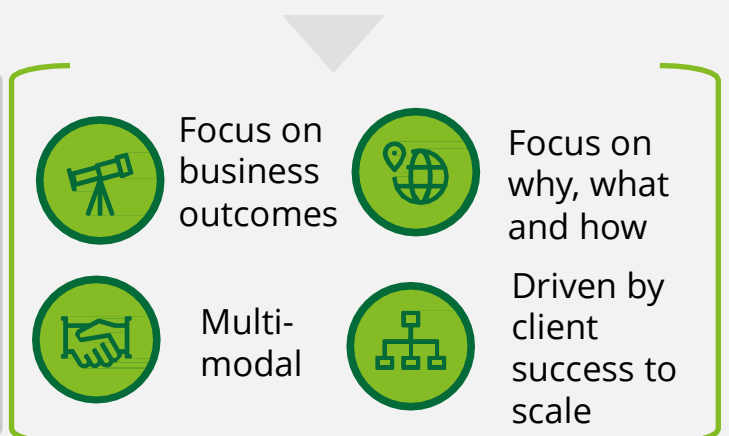 Focus on
business
outcomes
Focus on
why, what
and how
Multi-
modal
Driven by
client
success to
scale